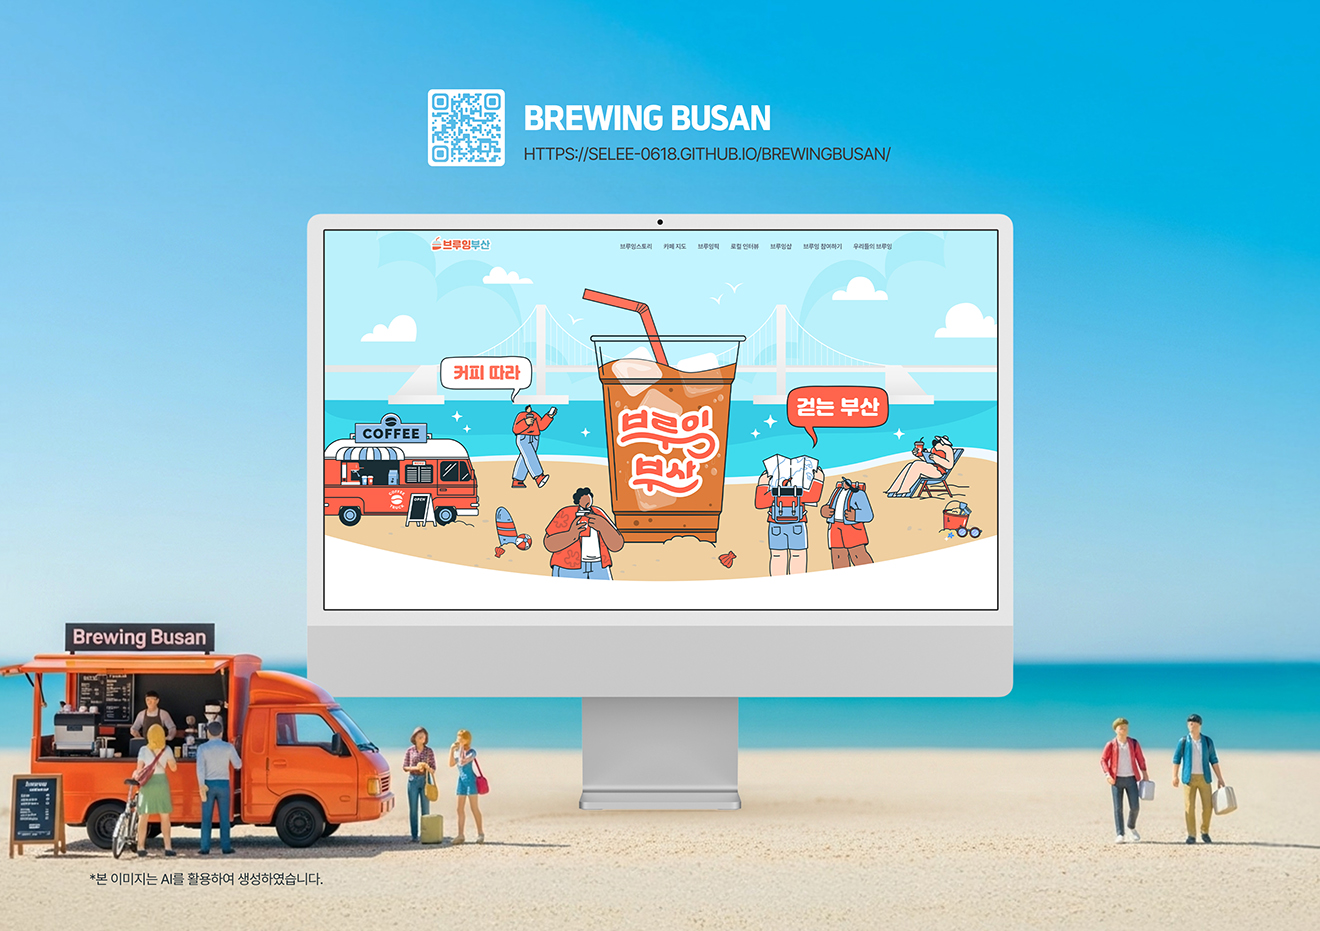 BREWING BUSAN
HTTPS://SELEE-0618.GITHUB.IO/BREWINGBUSAN/
브루잉부산
브루잉스토리 카페 지도 브루잉픽 로컬 인터뷰 브루잉샵 브루잉 참여하기 우리들의 브루잉
커피 따라
걷는 부산
브루잉
부산
COFFEE
COFFEE
TRUCK
OPEN
Brewing Busan
*본 이미지는 AI를 활용하여 생성하였습니다.